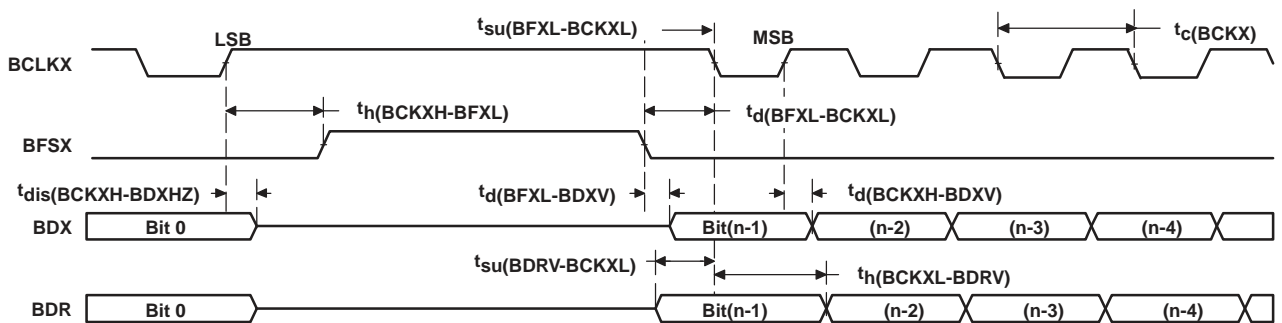 tsu(BFXL-BCKXL)
LSB
MSB
tc(BCKX)
BCLKX
th(BCKXH-BFXL)
td(BFXL-BCKXL)
BFSX
tdis(BCKXH-BDXHZ)
td(BFXL-BDXV)
td(BCKXH-BDXV)
BDX
Bit 0
Bit(n-1)
(n-2)
(n-3)
(n-4)
tsu(BDRV-BCKXL)
th(BCKXL-BDRV)
BDR
Bit 0
Bit(n-1)
(n-2)
(n-3)
(n-4)